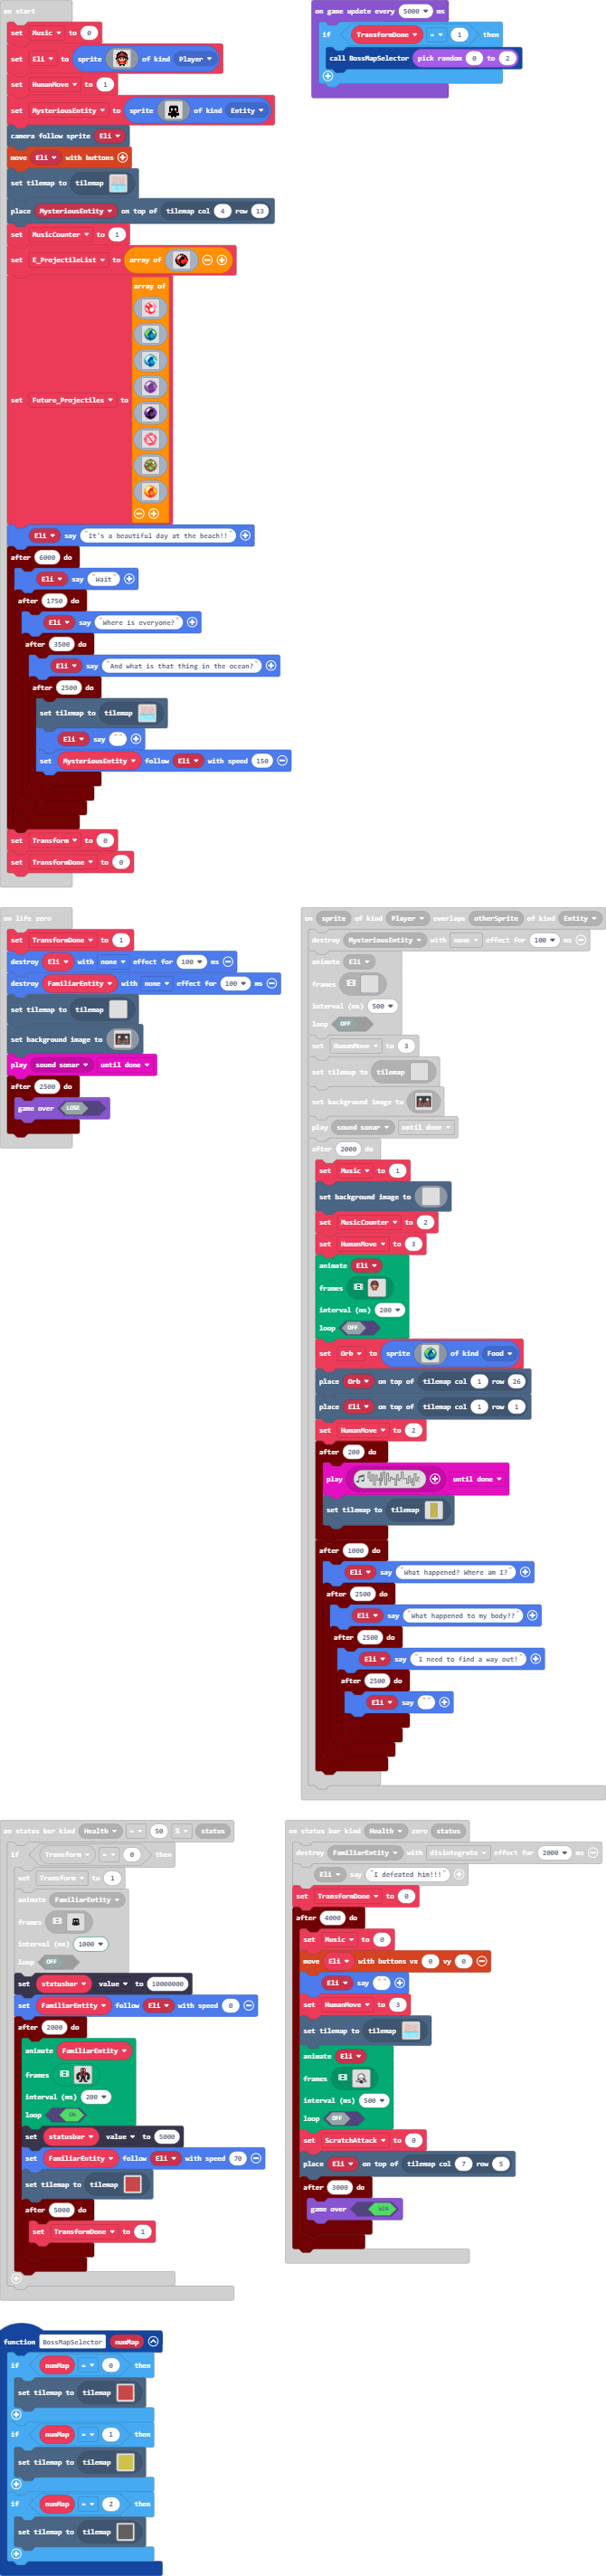 on start
set Music to 0
set Eli to sprite of kind Player
set HumanMove to 1
set MysteriousEntity to sprite of kind Entity
camera follow sprite Eli
move Eli with buttons
set tilemap to tilemap
place MysteriousEntity on top of tilemap col 4 row 13
set MusicCounter to 1
set E_ProjectileList to array of
array of
set Future_Projectiles to
Eli say "It's a beautiful day at the beach!!"
after 6000 do
Eli say "Wait"
after 1750 do
Eli say "Where is everyone?"
after 3500 do
Eli say "And what is that thing in the ocean?"
after 2500 do
set tilemap to tilemap
Eli say " "
set MysteriousEntity follow Eli with speed 150
set Transform to 0
set TransformDone to 0
on game update every 5000 ms
if TransformDone = 1 then
call BossMapSelector pick random 0 to 2
on life zero
set TransformDone to 1
destroy Eli with none effect for 100 ms
destroy FamiliarEntity with none effect for 100 ms
set tilemap to tilemap
set background image to
play sound sonar until done
after 2500 do
game over LOSE
on sprite of kind Player overlaps otherSprite of kind Entity
destroy MysteriousEntity with none effect for 100 ms
animate Eli
frames
interval (ms) 500
loop OFF
set HumanMove to 3
set tilemap to tilemap
set background image to
play sound sonar until done
after 2000 do
set Music to 1
set background image to
set MusicCounter to 2
set HumanMove to 3
animate Eli
frames
interval (ms) 200
loop OFF
set Orb to sprite of kind Food
place Orb on top of tilemap col 1 row 26
place Eli on top of tilemap col 1 row 1
set HumanMove to 2
after 200 do
play until done
set tilemap to tilemap
after 1000 do
Eli say "What happened? Where am I?"
after 2500 do
Eli say "What happened to my body??"
after 2500 do
Eli say "I need to find a way out!"
after 2500 do
Eli say " "
on status bar kind Health = 50 % status
if Transform = 0 then
set Transform to 1
animate FamiliarEntity
frames
interval (ms) 1000
loop OFF
set statusbar value to 10000000
set FamiliarEntity follow Eli with speed 0
after 2000 do
animate FamiliarEntity
frames
interval (ms) 200
loop ON
set statusbar value to 5000
set FamiliarEntity follow Eli with speed 70
set tilemap to tilemap
after 5000 do
set TransformDone to 1
on status bar kind Health zero status
destroy FamiliarEntity with disintegrate effect for 2000 ms
Eli say "I defeated him!!!"
set TransformDone to 0
after 4000 do
set Music to 0
move Eli with buttons vx 0 vy 0
Eli say " "
set HumanMove to 3
set tilemap to tilemap
animate Eli
frames
interval (ms) 500
loop OFF
set ScratchAttack to 0
place Eli on top of tilemap col 7 row 5
after 3000 do
game over WIN
function BossMapSelector numMap
if numMap = 0 then
set tilemap to tilemap
if numMap = 1 then
set tilemap to tilemap
if numMap = 2 then
set tilemap to tilemap